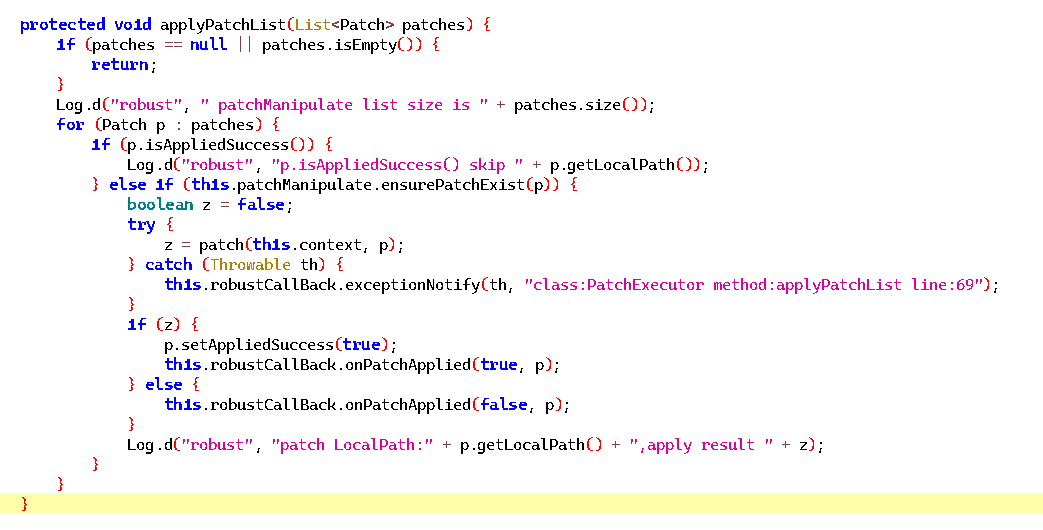 protected void applyPatchList(List<Patch> patches) {
    if (patches == null || patches.isEmpty()) {
        return;
    }
    Log.d("robust", " patchManipulate list size is " + patches.size());
    for (Patch p : patches) {
        if (p.isAppliedSuccess()) {
            Log.d("robust", "p.isAppliedSuccess() skip " + p.getLocalPath());
        } else if (this.patchManipulate.ensurePatchExist(p)) {
            boolean z = false;
            try {
                z = patch(this.context, p);
            } catch (Throwable th) {
                this.robustCallBack.exceptionNotify(th, "class:PatchExecutor method:applyPatchList line:69");
            }
            if (z) {
                p.setAppliedSuccess(true);
                this.robustCallBack.onPatchApplied(true, p);
            } else {
                this.robustCallBack.onPatchApplied(false, p);
            }
            Log.d("robust", "patch LocalPath:" + p.getLocalPath() + ",apply result " + z);
        }
    }
}